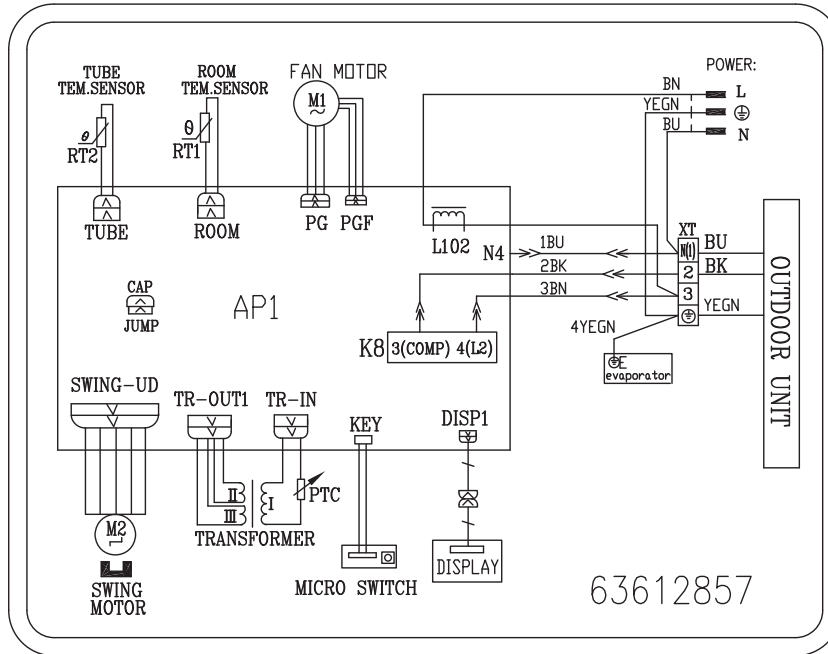 TUBE
TEM.SENSOR
ROOM
TEM.SENSOR
FAN MOTOR
POWER:
θ
RT2
θ
RT1
M1
~
BN
L
YEGN
BU
N
TUBE
ROOM
PG
PGF
L102
N4
1BU
XT
N(1)
BU
2BK
2
BK
3BN
3
YEGN
CAP
JUMP
AP1
K8
3(COMP) 4(L2)
4YEGN
E
evaporator
OUTDOOR UNIT
SWING-UD
TR-OUT1
TR-IN
KEY
DISP1
II
III
I
PTC
TRANSFORMER
M2
SWING
MOTOR
MICRO SWITCH
DISPLAY
63612857